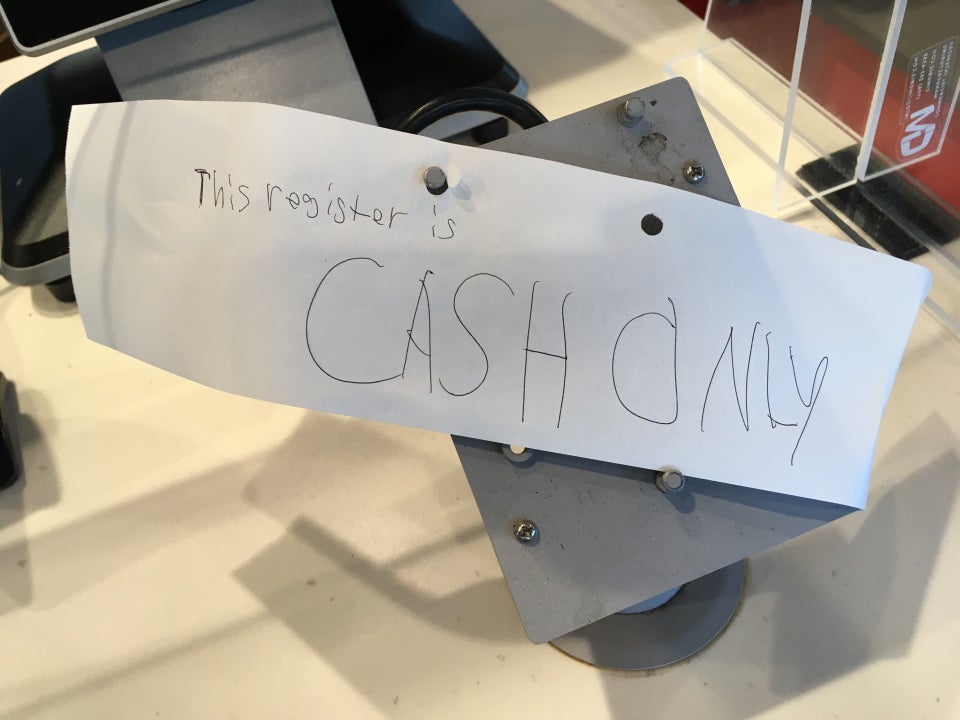 This register is
CASH ONLY